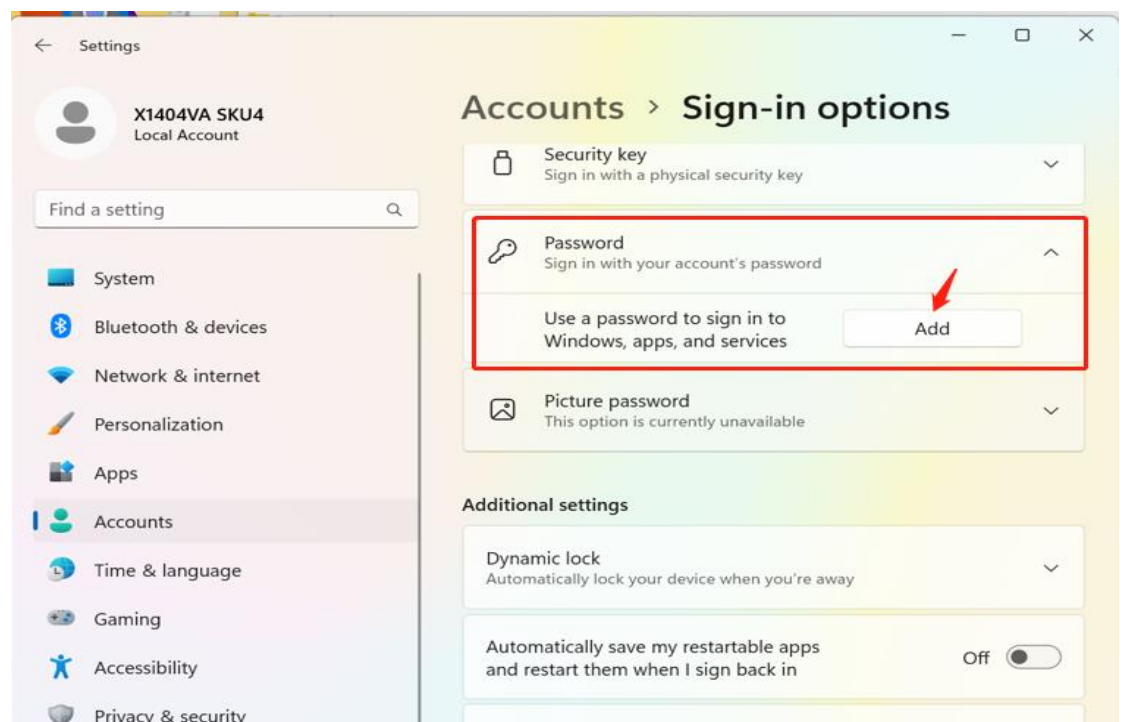 Settings
X1404VA SKU4
Local Account
Find a setting
System
Bluetooth & devices
Network & internet
Personalization
Apps
Accounts
Time & language
Gaming
Accessibility
Privacy & security
Accounts > Sign-in options
Security key
Sign in with a physical security key
Password
Sign in with your account's password
Use a password to sign in to
Windows, apps, and services
Add
Picture password
This option is currently unavailable
Additional settings
Dynamic lock
Automatically lock your device when you're away
Automatically save my restartable apps
and restart them when I sign back in
Off